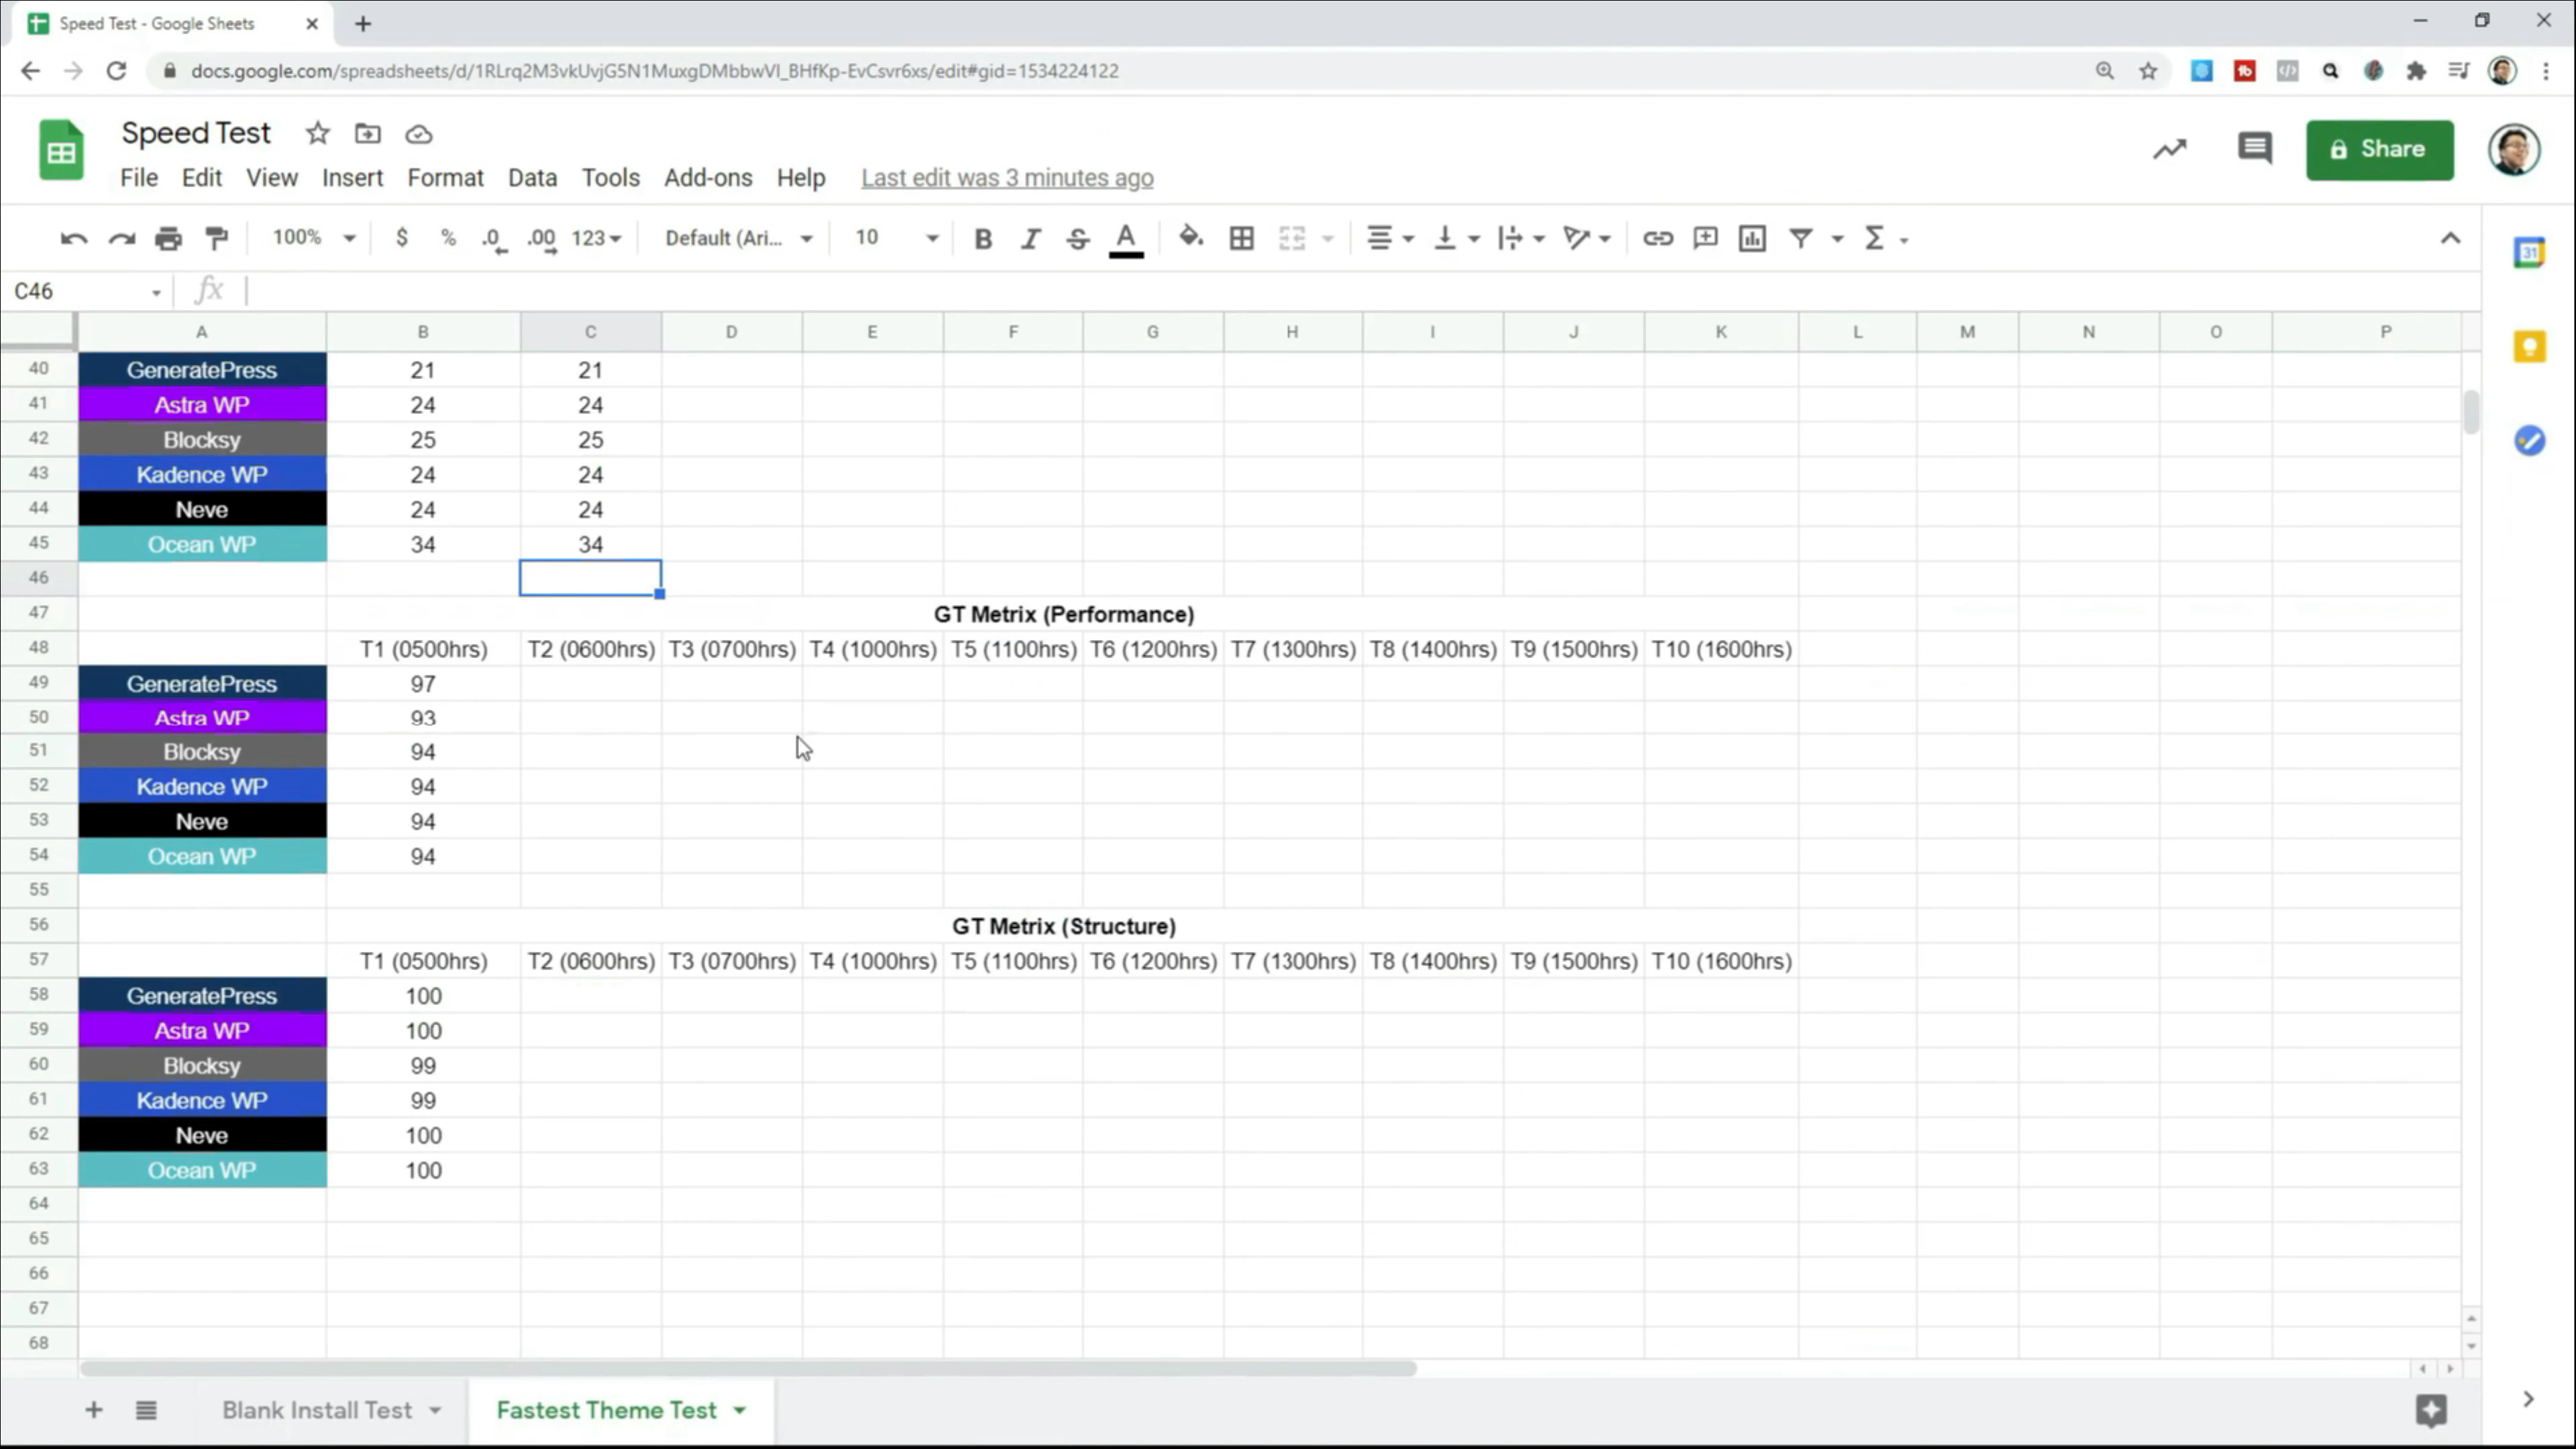 Speed Test - Google Sheets
docs.google.com/spreadsheets/d/1RLrq2M3vkUvjG5N1MuxgDMbbwVI_BHfKp-EvCsvr6xs/edit#gid=1534224122
Speed Test
Share
File Edit View Insert Format Data Tools Add-ons Help Last edit was 3 minutes ago
100% $ % .0 .00 123 Default (Ari... 10 B I S A Σ
31
C46 fx
A B C D E F G H I J K L M N O P
40 GeneratePress 21 21
41 Astra WP 24 24
42 Blocksy 25 25
43 Kadence WP 24 24
44 Neve 24 24
45 Ocean WP 34 34
46
47 GT Metrix (Performance)
48 T1 (0500hrs) T2 (0600hrs) T3 (0700hrs) T4 (1000hrs) T5 (1100hrs) T6 (1200hrs) T7 (1300hrs) T8 (1400hrs) T9 (1500hrs) T10 (1600hrs)
49 GeneratePress 97
50 Astra WP 93
51 Blocksy 94
52 Kadence WP 94
53 Neve 94
54 Ocean WP 94
55
56 GT Metrix (Structure)
57 T1 (0500hrs) T2 (0600hrs) T3 (0700hrs) T4 (1000hrs) T5 (1100hrs) T6 (1200hrs) T7 (1300hrs) T8 (1400hrs) T9 (1500hrs) T10 (1600hrs)
58 GeneratePress 100
59 Astra WP 100
60 Blocksy 99
61 Kadence WP 99
62 Neve 100
63 Ocean WP 100
64
65
66
67
68
Blank Install Test Fastest Theme Test